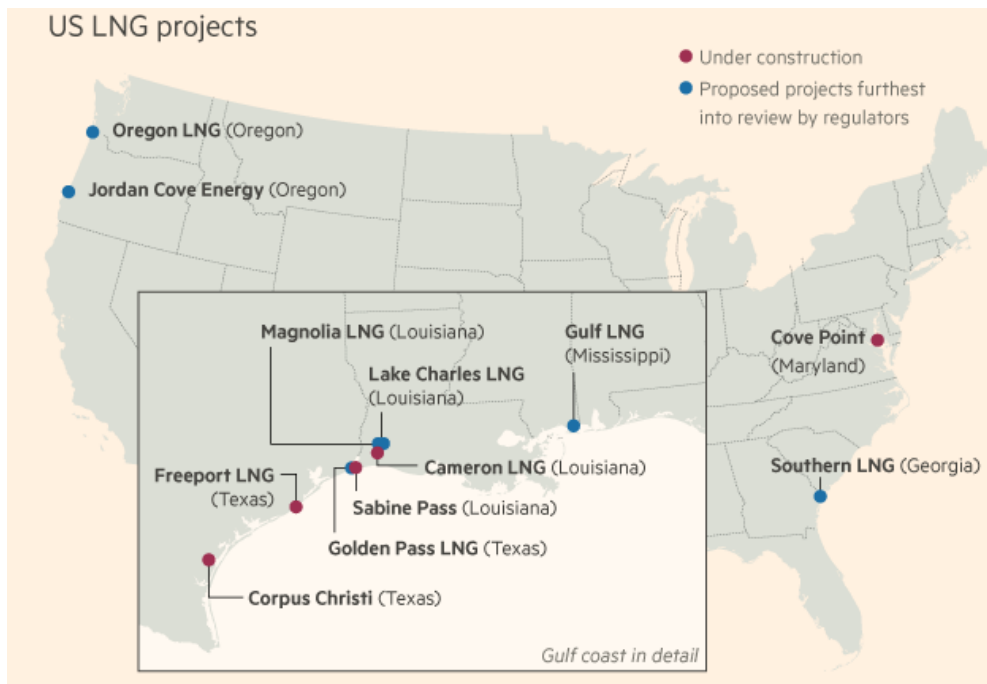 US LNG projects
Under construction
Proposed projects furthest
into review by regulators
Oregon LNG (Oregon)
Jordan Cove Energy (Oregon)
Magnolia LNG (Louisiana)
Gulf LNG
(Mississippi)
Lake Charles LNG
(Louisiana)
Cove Point
(Maryland)
Freeport LNG
(Texas)
Cameron LNG (Louisiana)
Southern LNG (Georgia)
Sabine Pass (Louisiana)
Golden Pass LNG (Texas)
Corpus Christi (Texas)
Gulf coast in detail